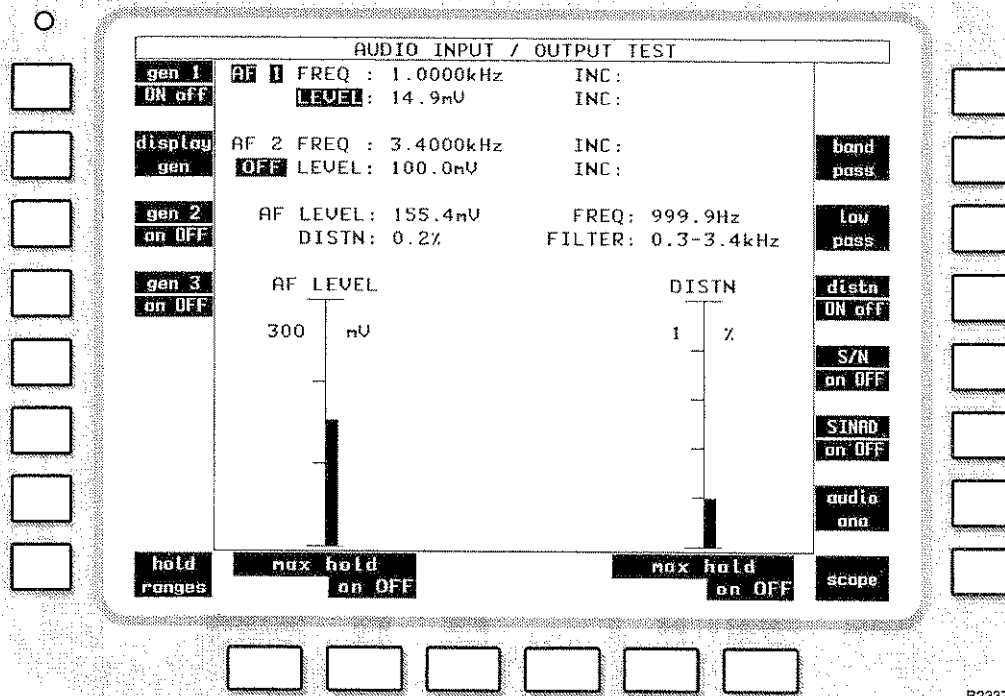 AUDIO INPUT / OUTPUT TEST
gen 1 AF 1 FREQ : 1.0000kHz INC:
ON off LEVEL: 14.9mV INC:
display AF 2 FREQ : 3.4000kHz INC: band
gen OFF LEVEL: 100.0mV INC: pass
gen 2 AF LEVEL: 155.4mV FREQ: 999.9Hz low
on OFF DISTN: 0.2% FILTER: 0.3-3.4kHz pass
gen 3 AF LEVEL DISTN distn
on OFF ON off
300 mV 1 %
S/N
on OFF
SINAD
on OFF
audio
ana
hold max hold max hold
ranges on OFF on OFF scope